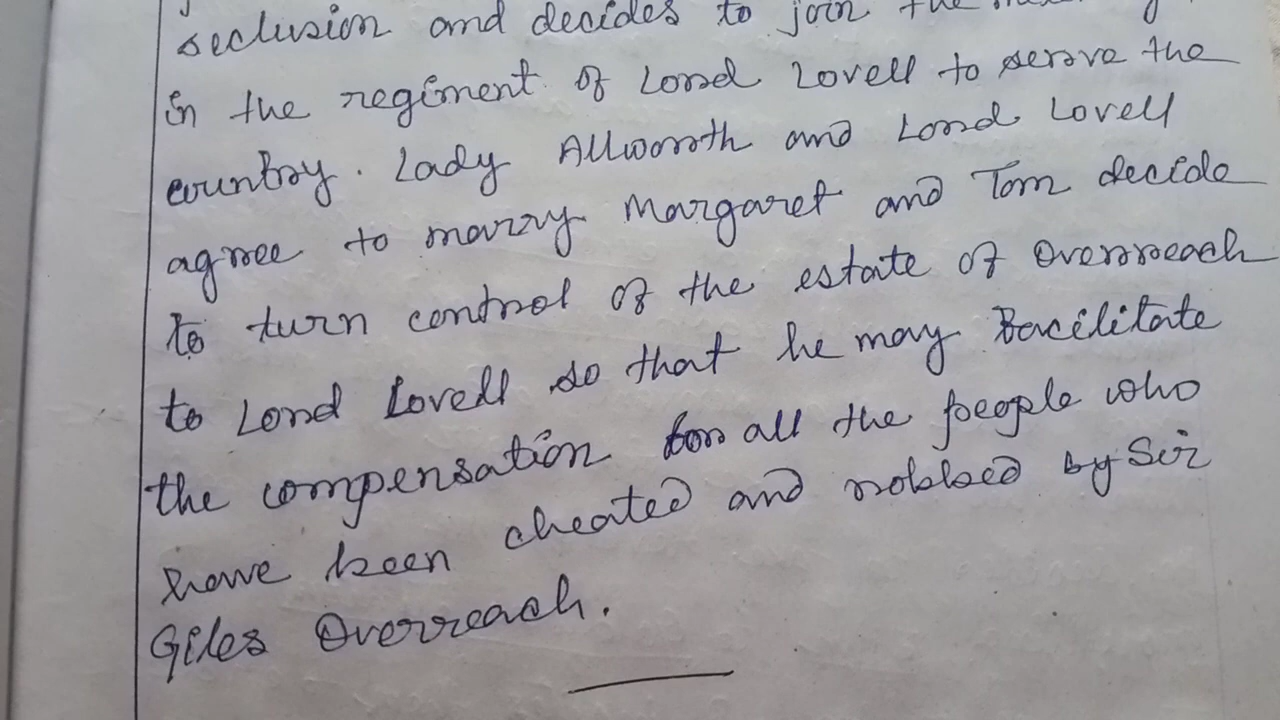 seclusion and decides to join the
in the regiment of Lord Lovell to serve the
country. Lady Allworth and Lord Lovell
agree to marry Margaret and Tom decide
to turn control of the estate of Overreach
to Lord Lovell so that he may facilitate
the compensation for all the people who
have been cheated and robbed by Sir
Giles Overreach.